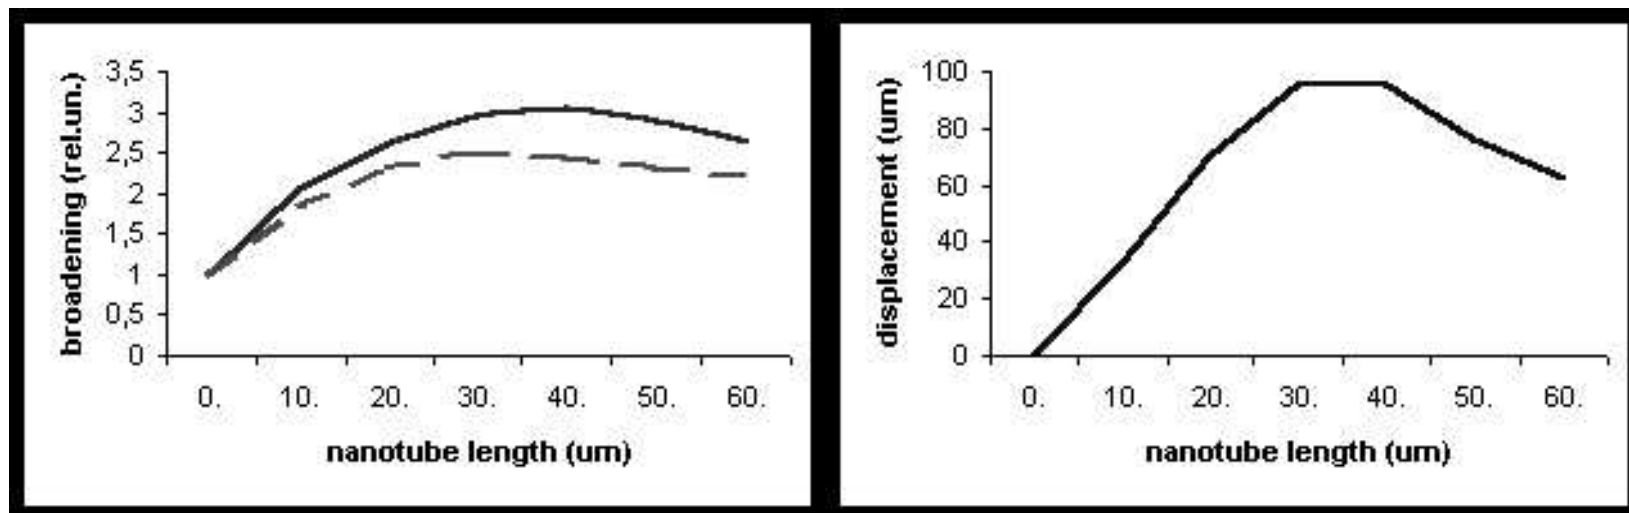 broadening (rel.un.)
3,5
3
2,5
2
1,5
1
0,5
0
0. 10. 20. 30. 40. 50. 60.
nanotube length (um)
displacement (um)
100
80
60
40
20
0
0. 10. 20. 30. 40. 50. 60.
nanotube length (um)